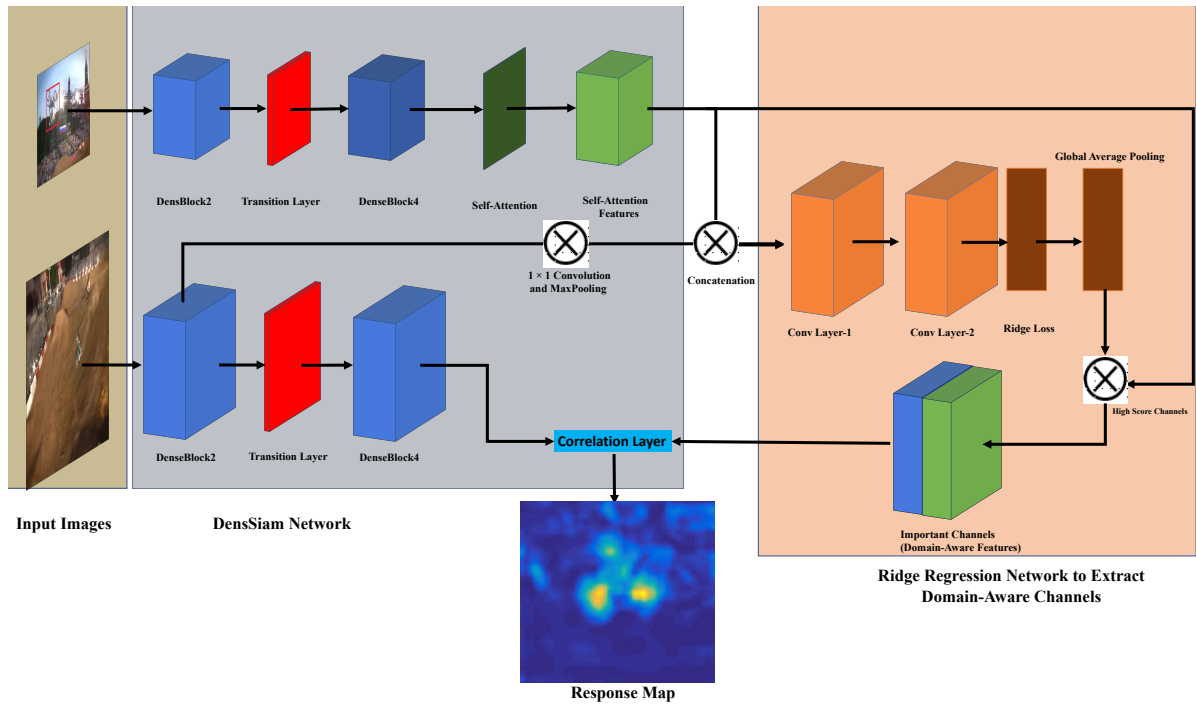 DensBlock2
Transition Layer
DenseBlock4
Self-Attention
Self-Attention
Features
Global Average Pooling
1 × 1 Convolution
and MaxPooling
Concatenation
Conv Layer-1
Conv Layer-2
Ridge Loss
High Score Channels
DenseBlock2
Transition Layer
DenseBlock4
Correlation Layer
Important Channels
(Domain-Aware Features)
Input Images
DensSiam Network
Ridge Regression Network to Extract
Domain-Aware Channels
Response Map